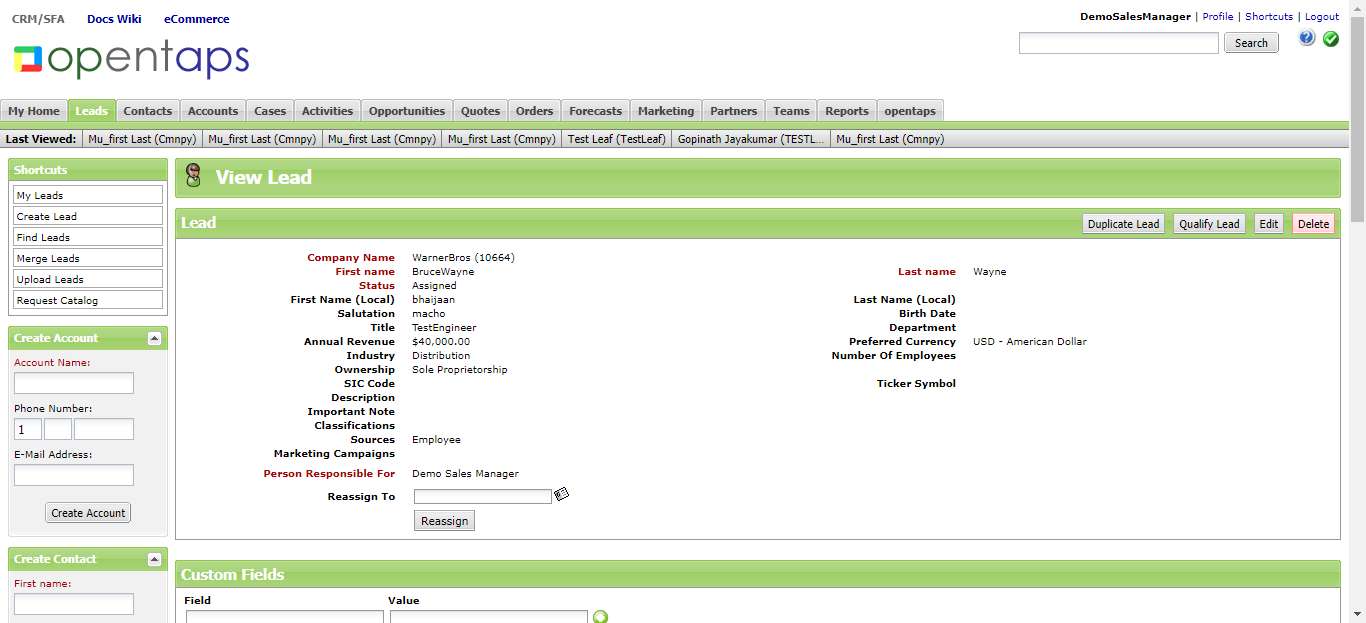 CRM/SFA Docs Wiki eCommerce
DemoSalesManager | Profile | Shortcuts | Logout
opentaps
Search
My Home Leads Contacts Accounts Cases Activities Opportunities Quotes Orders Forecasts Marketing Partners Teams Reports opentaps
Last Viewed: Mu_first Last (Cmnpy) Mu_first Last (Cmnpy) Mu_first Last (Cmnpy) Mu_first Last (Cmnpy) Test Leaf (TestLeaf) Gopinath Jayakumar (TESTL... Mu_first Last (Cmnpy)
Shortcuts
My Leads
Create Lead
Find Leads
Merge Leads
Upload Leads
Request Catalog
Create Account
Account Name:
Phone Number:
1
E-Mail Address:
Create Account
Create Contact
First name:
View Lead
Lead
Duplicate Lead Qualify Lead Edit Delete
Company Name WarnerBros (10664)
First name BruceWayne Last name Wayne
Status Assigned
First Name (Local) bhaijaan Last Name (Local)
Salutation macho Birth Date
Title TestEngineer Department
Annual Revenue $40,000.00 Preferred Currency USD - American Dollar
Industry Distribution Number Of Employees
Ownership Sole Proprietorship
SIC Code Ticker Symbol
Description
Important Note
Classifications
Sources Employee
Marketing Campaigns
Person Responsible For Demo Sales Manager
Reassign To
Reassign
Custom Fields
Field Value